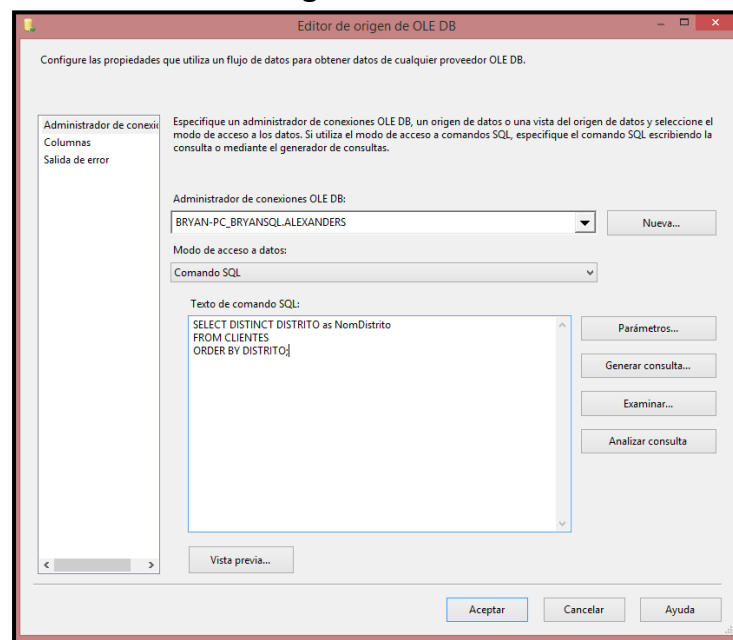 Editor de origen de OLE DB
Configure las propiedades que utiliza un flujo de datos para obtener datos de cualquier proveedor OLE DB.
Administrador de conexi
Columnas
Salida de error
Especifique un administrador de conexiones OLE DB, un origen de datos o una vista del origen de datos y seleccione el
modo de acceso a los datos. Si utiliza el modo de acceso a comandos SQL, especifique el comando SQL escribiendo la
consulta o mediante el generador de consultas.
Administrador de conexiones OLE DB:
BRYAN-PC_BRYANSQL.ALEXANDERS
Nueva...
Modo de acceso a datos:
Comando SQL
Texto de comando SQL:
SELECT DISTINCT DISTRITO as NomDistrito
FROM CLIENTES
ORDER BY DISTRITO;
Parámetros...
Generar consulta...
Examinar...
Analizar consulta
Vista previa...
Aceptar
Cancelar
Ayuda